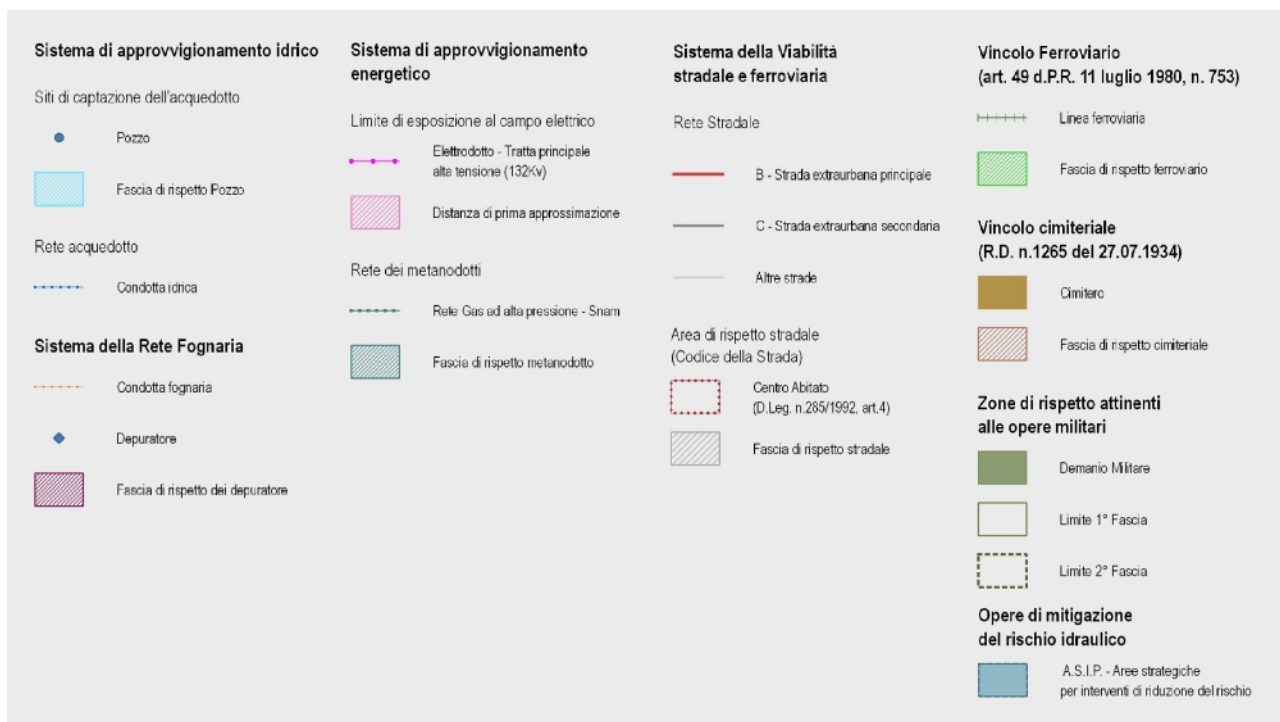 Sistema di approvvigionamento idrico
Siti di captazione dell'acquedotto
Pozzo
Fascia di rispetto Pozzo
Rete acquedotto
Condotta idrica
Sistema della Rete Fognaria
Condotta fognaria
Depuratore
Fascia di rispetto dei depuratore
Sistema di approvvigionamento
energetico
Limite di esposizione al campo elettrico
Elettrodotto - Tratta principale
alta tensione (132Kv)
Distanza di prima approssimazione
Rete dei metanodotti
Rete Gas ad alta pressione - Snam
Fascia di rispetto metanodotto
Sistema della Viabilità
stradale e ferroviaria
Rete Stradale
B - Strada extraurbana principale
C - Strada extraurbana secondaria
Altre strade
Area di rispetto stradale
(Codice della Strada)
Centro Abitato
(D.Leg. n.285/1992, art.4)
Fascia di rispetto stradale
Vincolo Ferroviario
(art. 49 d.P.R. 11 luglio 1980, n. 753)
Linea ferroviaria
Fascia di rispetto ferroviario
Vincolo cimiteriale
(R.D. n.1265 del 27.07.1934)
Cimitero
Fascia di rispetto cimiteriale
Zone di rispetto attinenti
alle opere militari
Demanio Militare
Limite 1° Fascia
Limite 2° Fascia
Opere di mitigazione
del rischio idraulico
A.S.I.P. - Aree strategiche
per interventi di riduzione del rischio